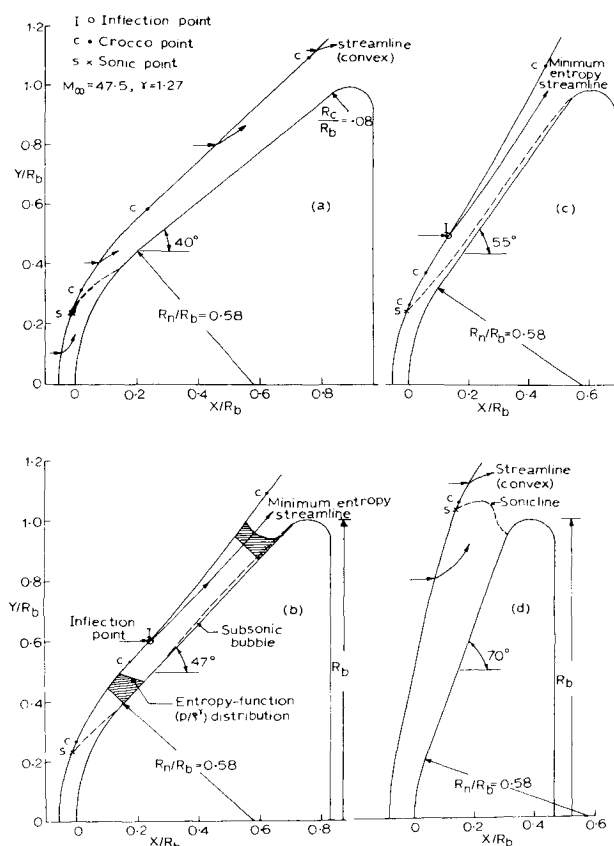 I ○ Inflection point
c • Crocco point
s × Sonic point
M∞ =47·5, γ=1·27
streamline
(convex)
c
1·2
1·0
0·8
Y/Rb
0·6
0·4
0·2
0
Rc/Rb =·08
(a)
c
40°
c
s
Rn/Rb=0·58
0 0·2 0·4 0·6 0·8
X/Rb
c
Minimum
entropy
streamline
(c)
I
55°
c
c
s
Rn/Rb=0·58
0 0·2 0·4 0·6
X/Rb
1·2
1·0
0·8
Y/Rb
0·6
0·4
0·2
0
c
Minimum entropy
streamline
I
Inflection
point
(b)
Subsonic
bubble
c
47°
Rb
Entropy-function
(p/ρ^γ)
distribution
c
s
Rn/Rb=0·58
0 0·2 0·4 0·6 0·8
X/Rb
Streamline
(convex)
c
s
Sonicline
(d)
70°
Rb
Rn/Rb=0·58
0 0·2 0·4 0·6
X/Rb